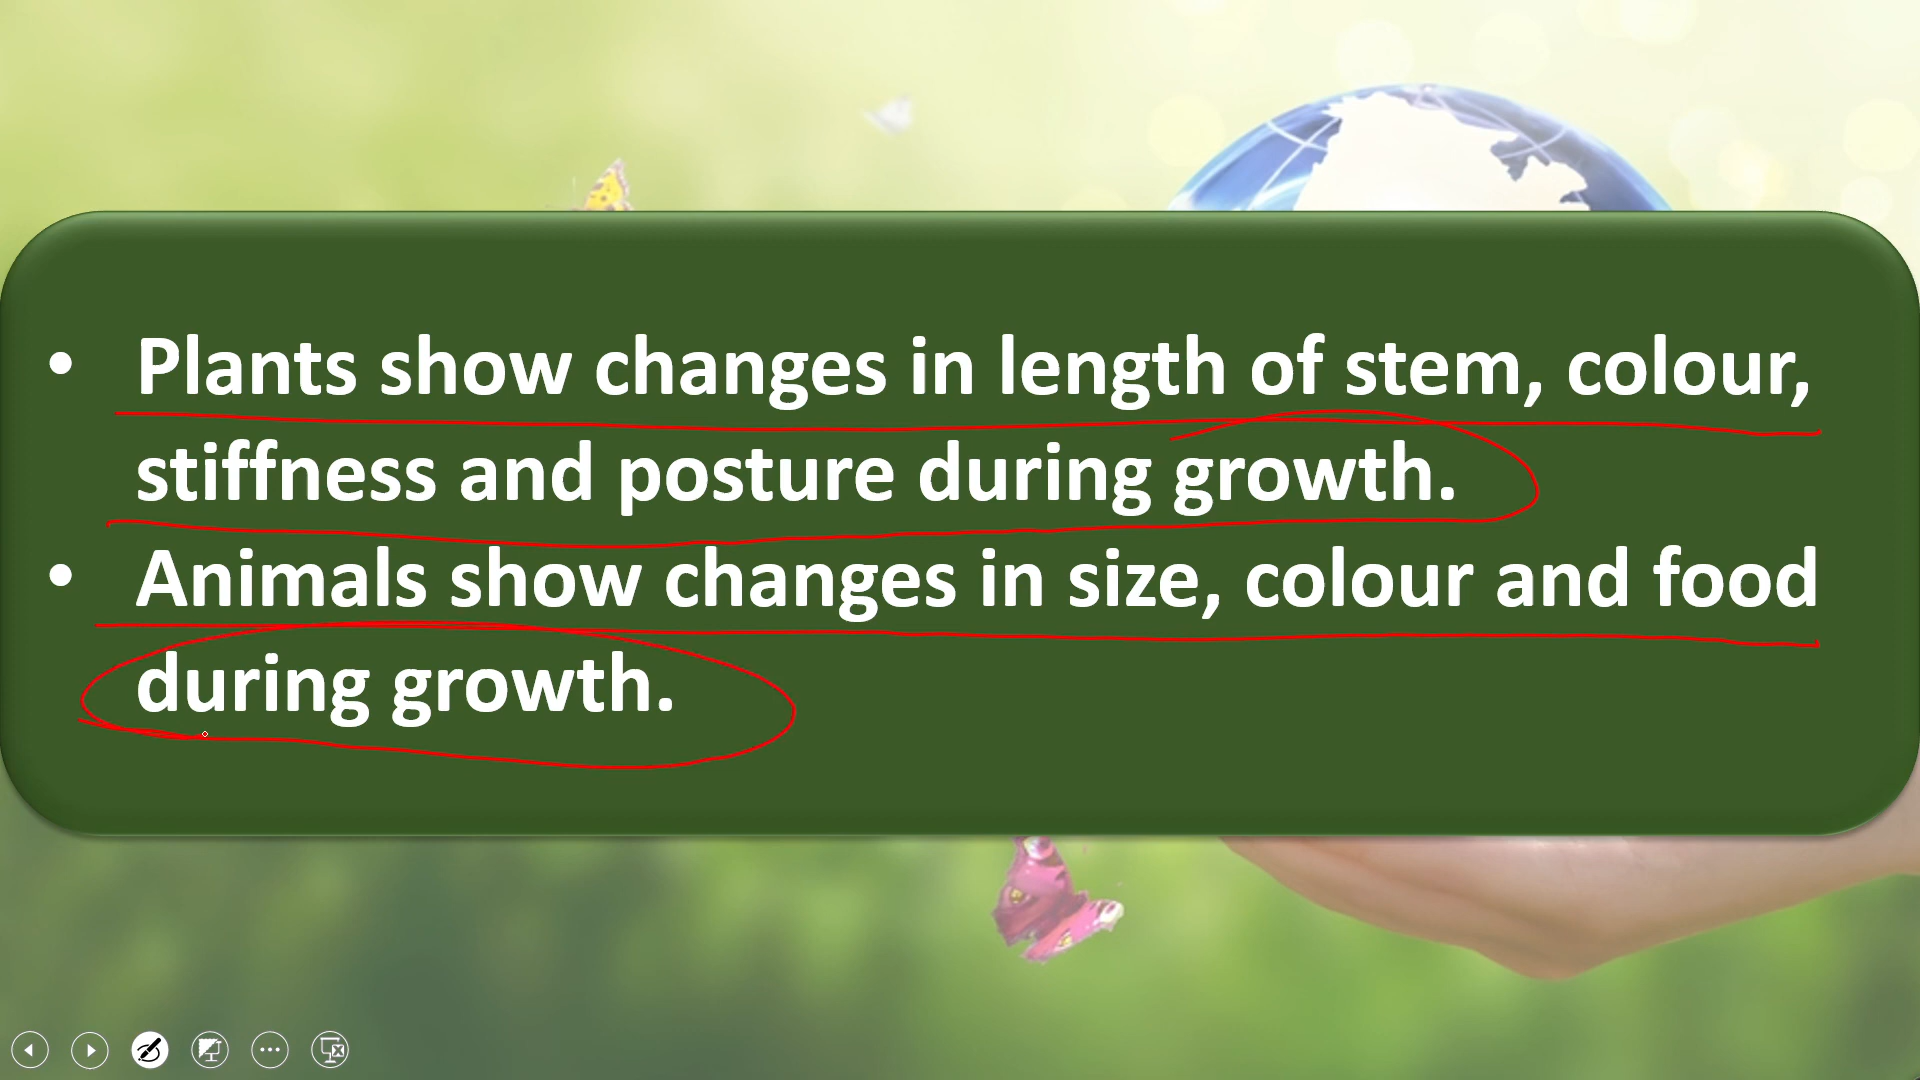 • Plants show changes in length of stem, colour,
stiffness and posture during growth.
• Animals show changes in size, colour and food
during growth.